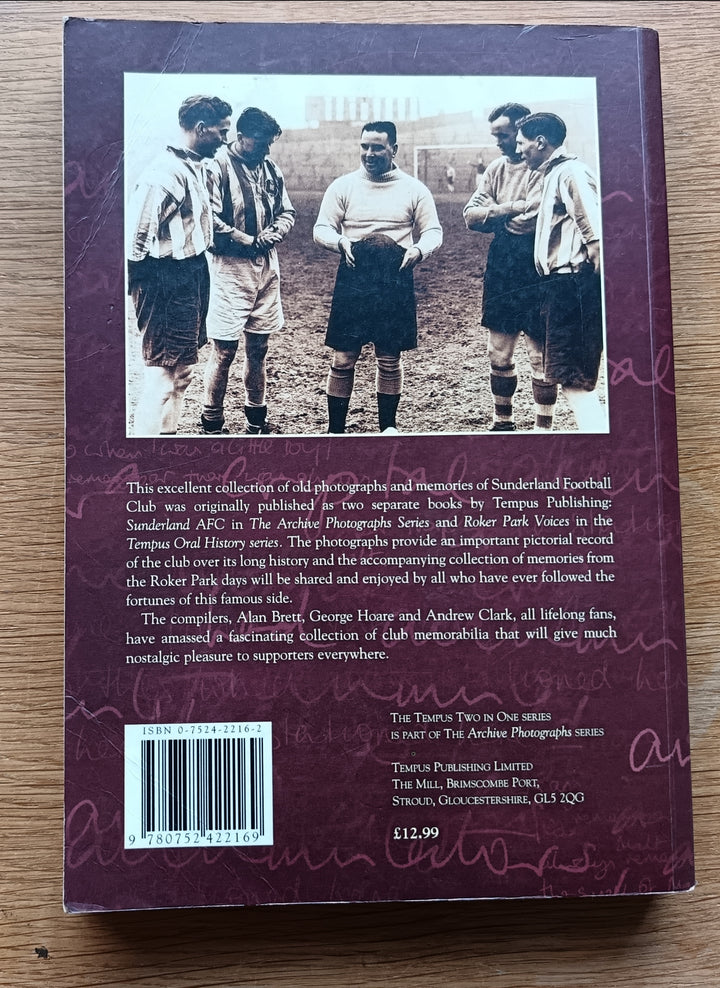 This excellent collection of old photographs and memories of Sunderland Football
Club was originally published as two separate books by Tempus Publishing:
Sunderland AFC in The Archive Photographs Series and Roker Park Voices in the
Tempus Oral History series. The photographs provide an important pictorial record
of the club over its long history and the accompanying collection of memories from
the Roker Park days will be shared and enjoyed by all who have ever followed the
fortunes of this famous side.
The compilers, Alan Brett, George Hoare and Andrew Clark, all lifelong fans,
have amassed a fascinating collection of club memorabilia that will give much
nostalgic pleasure to supporters everywhere.
ISBN 0-7524-2216-2
9 780752 422169
The Tempus Two in One series
is part of The Archive Photographs series
Tempus Publishing Limited
The Mill, Brimscombe Port,
Stroud, Gloucestershire, GL5 2QG
£12.99